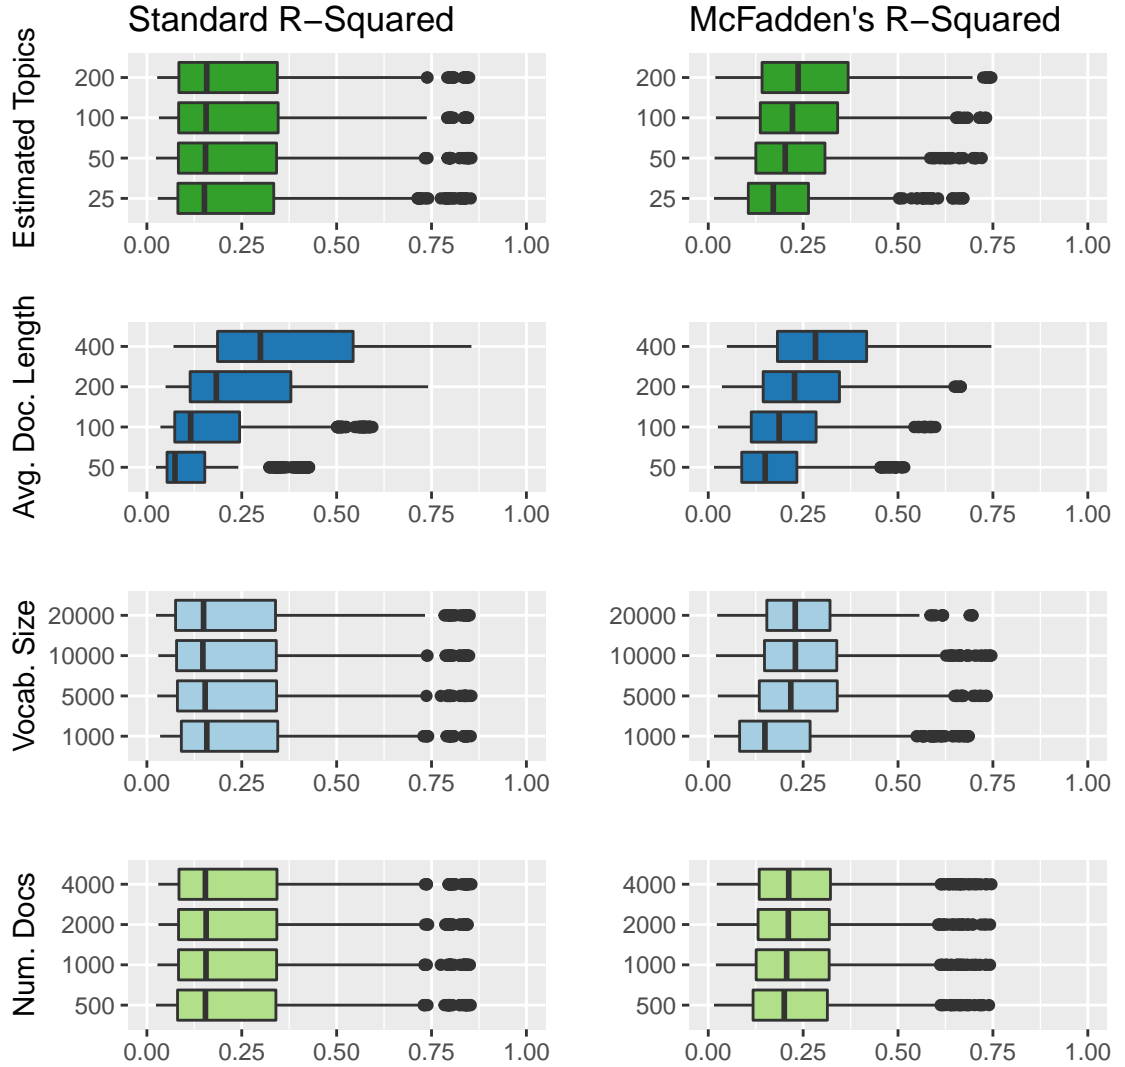 Standard R−Squared
McFadden's R−Squared
Estimated Topics
200
100
50
25
0.00 0.25 0.50 0.75 1.00
200
100
50
25
0.00 0.25 0.50 0.75 1.00
Avg. Doc. Length
400
200
100
50
0.00 0.25 0.50 0.75 1.00
400
200
100
50
0.00 0.25 0.50 0.75 1.00
Vocab. Size
20000
10000
5000
1000
0.00 0.25 0.50 0.75 1.00
20000
10000
5000
1000
0.00 0.25 0.50 0.75 1.00
Num. Docs
4000
2000
1000
500
0.00 0.25 0.50 0.75 1.00
4000
2000
1000
500
0.00 0.25 0.50 0.75 1.00